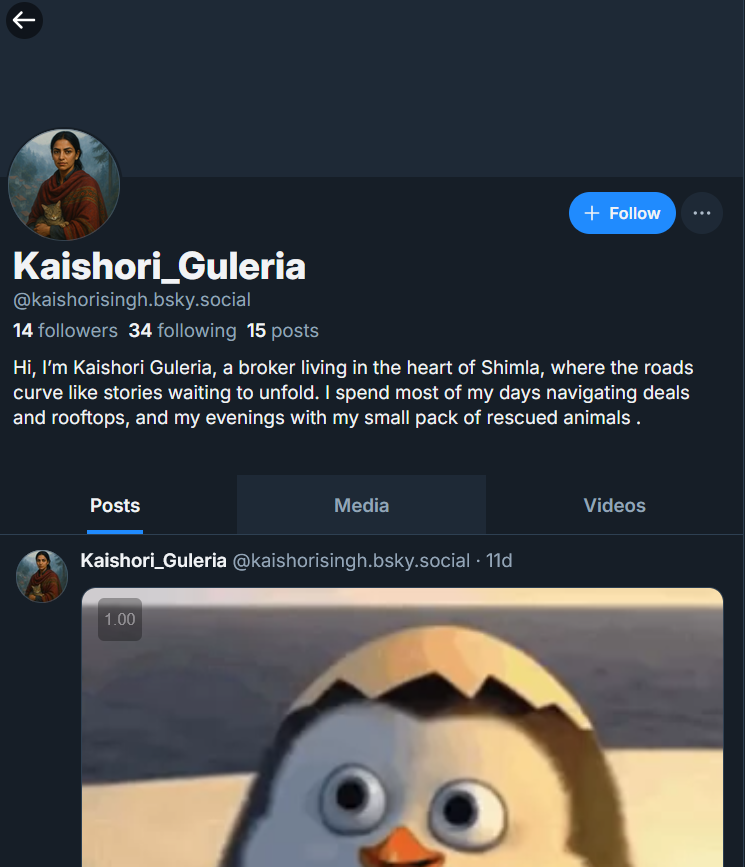 + Follow
Kaishori_Guleria
@kaishorisingh.bsky.social
14 followers 34 following 15 posts
Hi, I’m Kaishori Guleria, a broker living in the heart of Shimla, where the roads
curve like stories waiting to unfold. I spend most of my days navigating deals
and rooftops, and my evenings with my small pack of rescued animals .
Posts Media Videos
Kaishori_Guleria @kaishorisingh.bsky.social · 11d
1.00